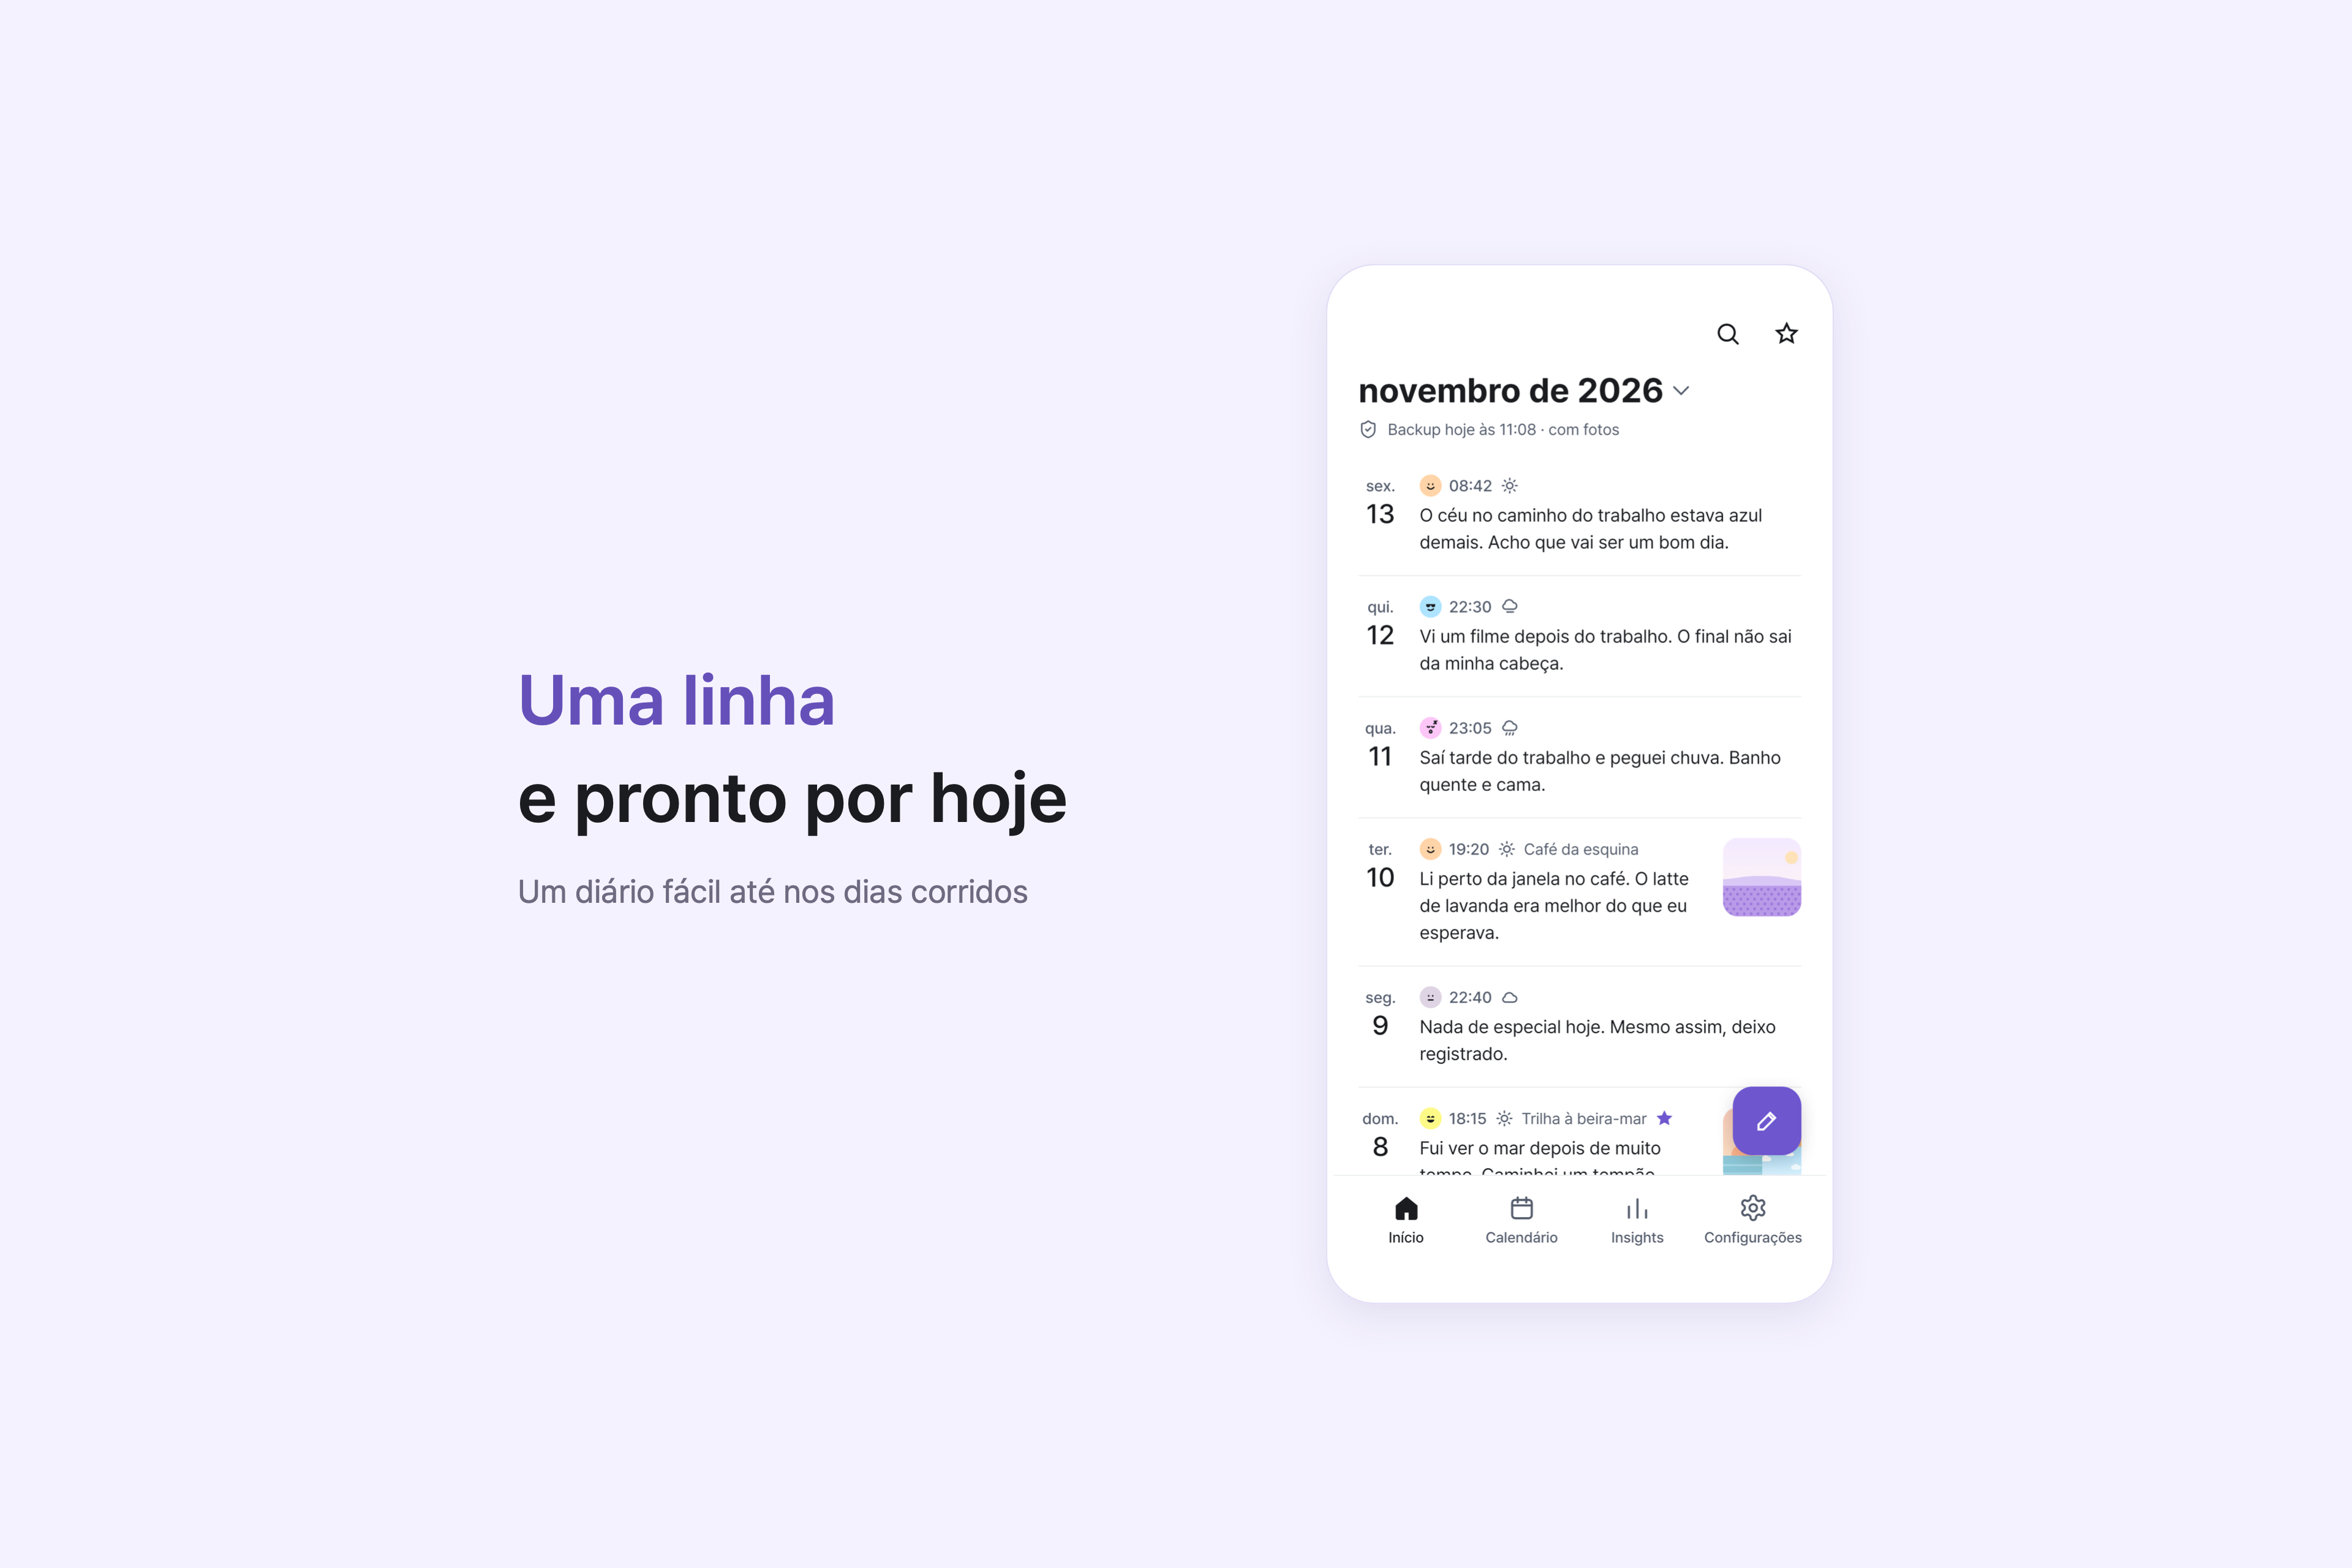 Uma linha
e pronto por hoje
Um diário fácil até nos dias corridos
novembro de 2026
Backup hoje às 11:08 · com fotos
sex.
13
08:42
O céu no caminho do trabalho estava azul
demais. Acho que vai ser um bom dia.
qui.
12
22:30
Vi um filme depois do trabalho. O final não sai
da minha cabeça.
qua.
11
23:05
Saí tarde do trabalho e peguei chuva. Banho
quente e cama.
ter.
10
19:20 Café da esquina
Li perto da janela no café. O latte
de lavanda era melhor do que eu
esperava.
seg.
9
22:40
Nada de especial hoje. Mesmo assim, deixo
registrado.
dom.
8
18:15 Trilha à beira-mar
Fui ver o mar depois de muito
tempo. Caminhei um tempão
Início
Calendário
Insights
Configurações